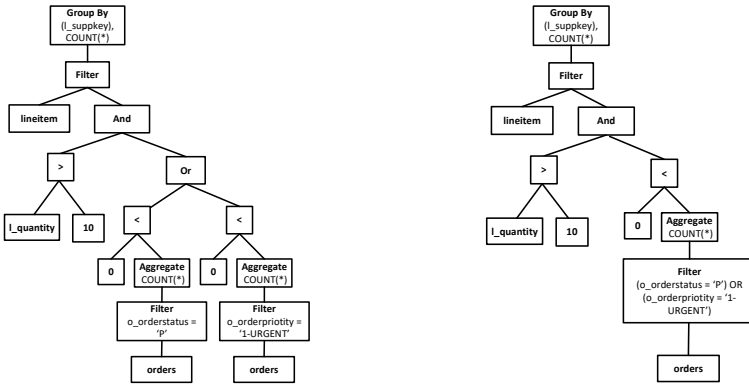 Group By
(l_suppkey),
COUNT(*)
Filter
lineitem
And
>
Or
l_quantity
10
<
<
0
Aggregate
COUNT(*)
0
Aggregate
COUNT(*)
Filter
o_orderstatus =
'P'
Filter
o_orderpriotity =
'1-URGENT'
orders
orders
Group By
(l_suppkey),
COUNT(*)
Filter
lineitem
And
>
<
l_quantity
10
0
Aggregate
COUNT(*)
Filter
(o_orderstatus = 'P') OR
(o_orderpriotity = '1-
URGENT')
orders